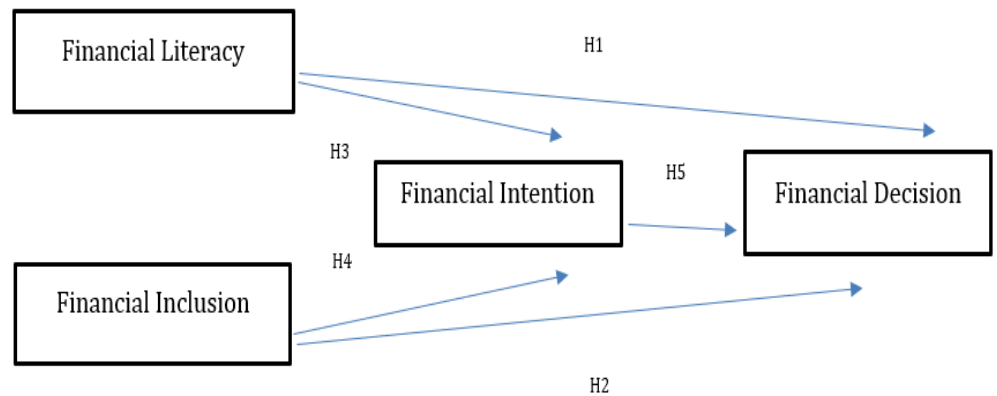 Financial Literacy
H1
H3
Financial Intention
H5
Financial Decision
H4
Financial Inclusion
H2